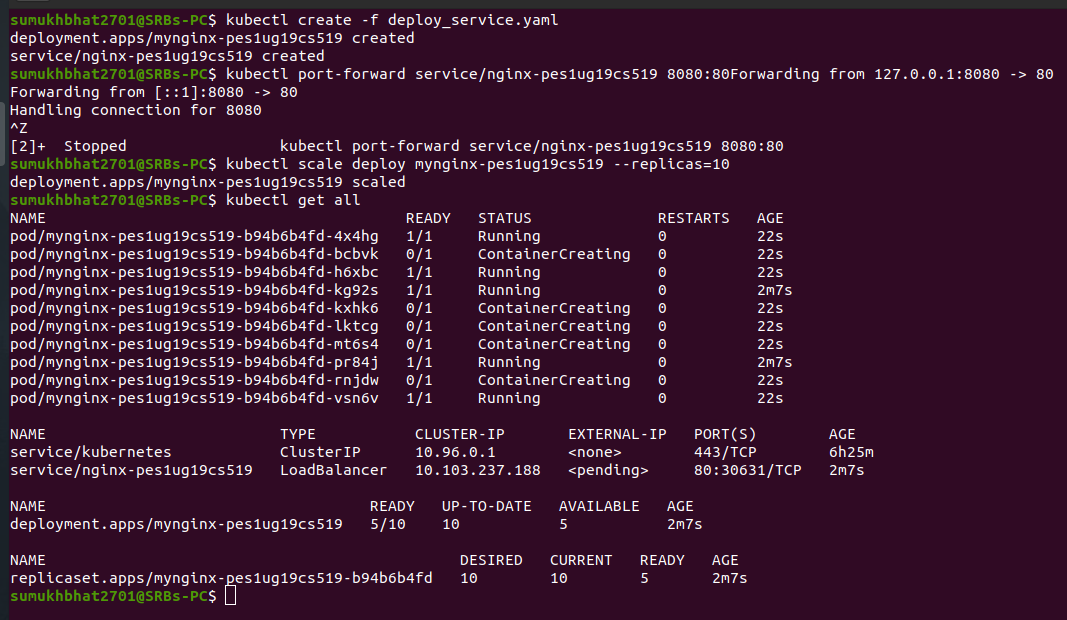 sumukhbhat2701@SRBs-PC$ kubectl create -f deploy_service.yaml
deployment.apps/mynginx-pes1ug19cs519 created
service/nginx-pes1ug19cs519 created
sumukhbhat2701@SRBs-PC$ kubectl port-forward service/nginx-pes1ug19cs519 8080:80Forwarding from 127.0.0.1:8080 -> 80
Forwarding from [::1]:8080 -> 80
Handling connection for 8080
^Z
[2]+  Stopped                 kubectl port-forward service/nginx-pes1ug19cs519 8080:80
sumukhbhat2701@SRBs-PC$ kubectl scale deploy mynginx-pes1ug19cs519 --replicas=10
deployment.apps/mynginx-pes1ug19cs519 scaled
sumukhbhat2701@SRBs-PC$ kubectl get all
NAME                                        READY   STATUS              RESTARTS   AGE
pod/mynginx-pes1ug19cs519-b94b6b4fd-4x4hg   1/1     Running             0          22s
pod/mynginx-pes1ug19cs519-b94b6b4fd-bcbvk   0/1     ContainerCreating   0          22s
pod/mynginx-pes1ug19cs519-b94b6b4fd-h6xbc   1/1     Running             0          22s
pod/mynginx-pes1ug19cs519-b94b6b4fd-kg92s   1/1     Running             0          2m7s
pod/mynginx-pes1ug19cs519-b94b6b4fd-kxhk6   0/1     ContainerCreating   0          22s
pod/mynginx-pes1ug19cs519-b94b6b4fd-lktcg   0/1     ContainerCreating   0          22s
pod/mynginx-pes1ug19cs519-b94b6b4fd-mt6s4   0/1     ContainerCreating   0          22s
pod/mynginx-pes1ug19cs519-b94b6b4fd-pr84j   1/1     Running             0          2m7s
pod/mynginx-pes1ug19cs519-b94b6b4fd-rnjdw   0/1     ContainerCreating   0          22s
pod/mynginx-pes1ug19cs519-b94b6b4fd-vsn6v   1/1     Running             0          22s
NAME                          TYPE           CLUSTER-IP       EXTERNAL-IP   PORT(S)        AGE
service/kubernetes            ClusterIP      10.96.0.1        <none>        443/TCP        6h25m
service/nginx-pes1ug19cs519   LoadBalancer   10.103.237.188   <pending>     80:30631/TCP   2m7s
NAME                                    READY   UP-TO-DATE   AVAILABLE   AGE
deployment.apps/mynginx-pes1ug19cs519   5/10    10           5           2m7s
NAME                                              DESIRED   CURRENT   READY   AGE
replicaset.apps/mynginx-pes1ug19cs519-b94b6b4fd   10        10        5       2m7s
sumukhbhat2701@SRBs-PC$